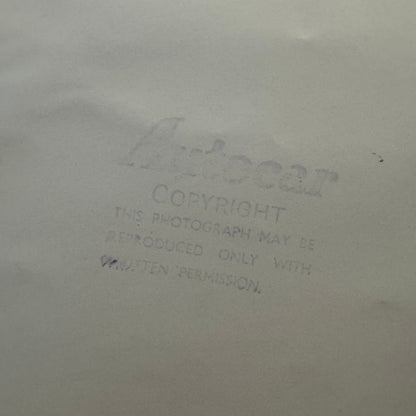 Autocar
COPYRIGHT
THIS PHOTOGRAPH MAY BE
REPRODUCED ONLY WITH
WRITTEN PERMISSION.